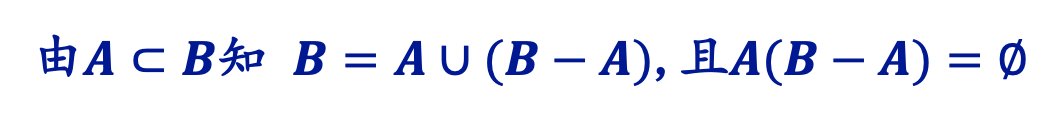 由A ⊂ B知 B = A ∪ (B − A), 且A(B − A) = ∅